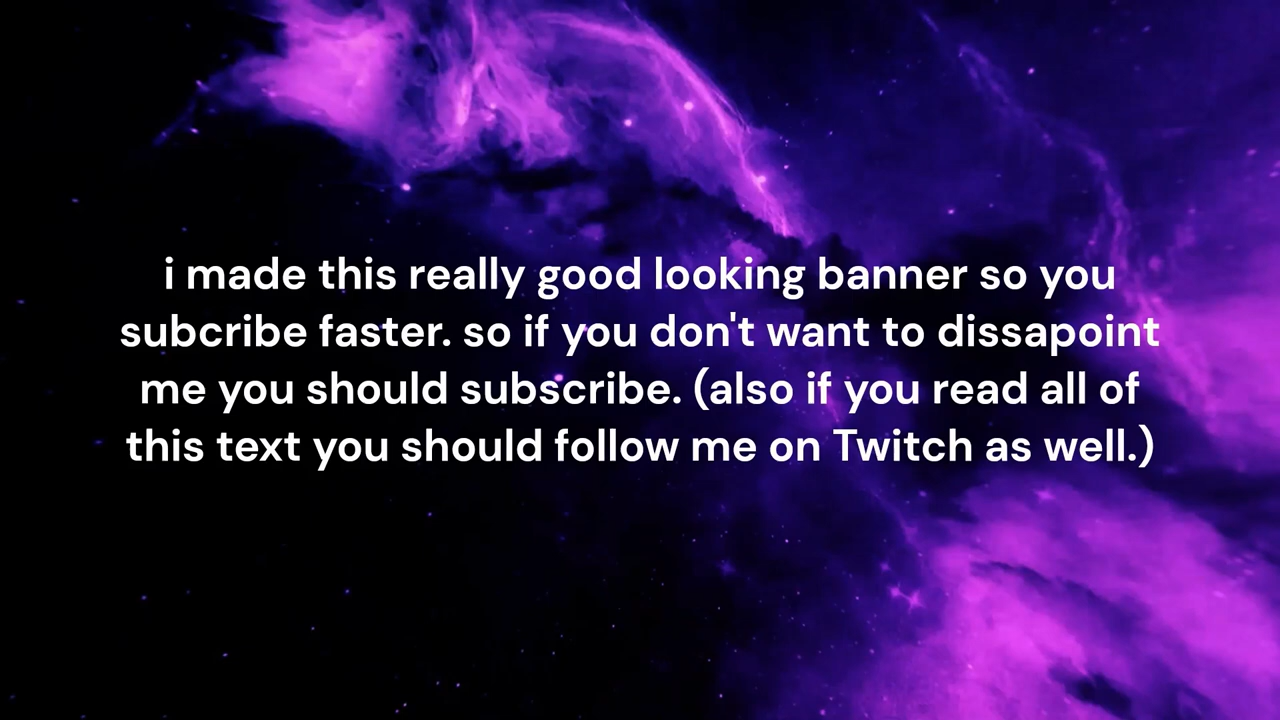 i made this really good looking banner so you
subcribe faster. so if you don't want to dissapoint
me you should subscribe. (also if you read all of
this text you should follow me on Twitch as well.)